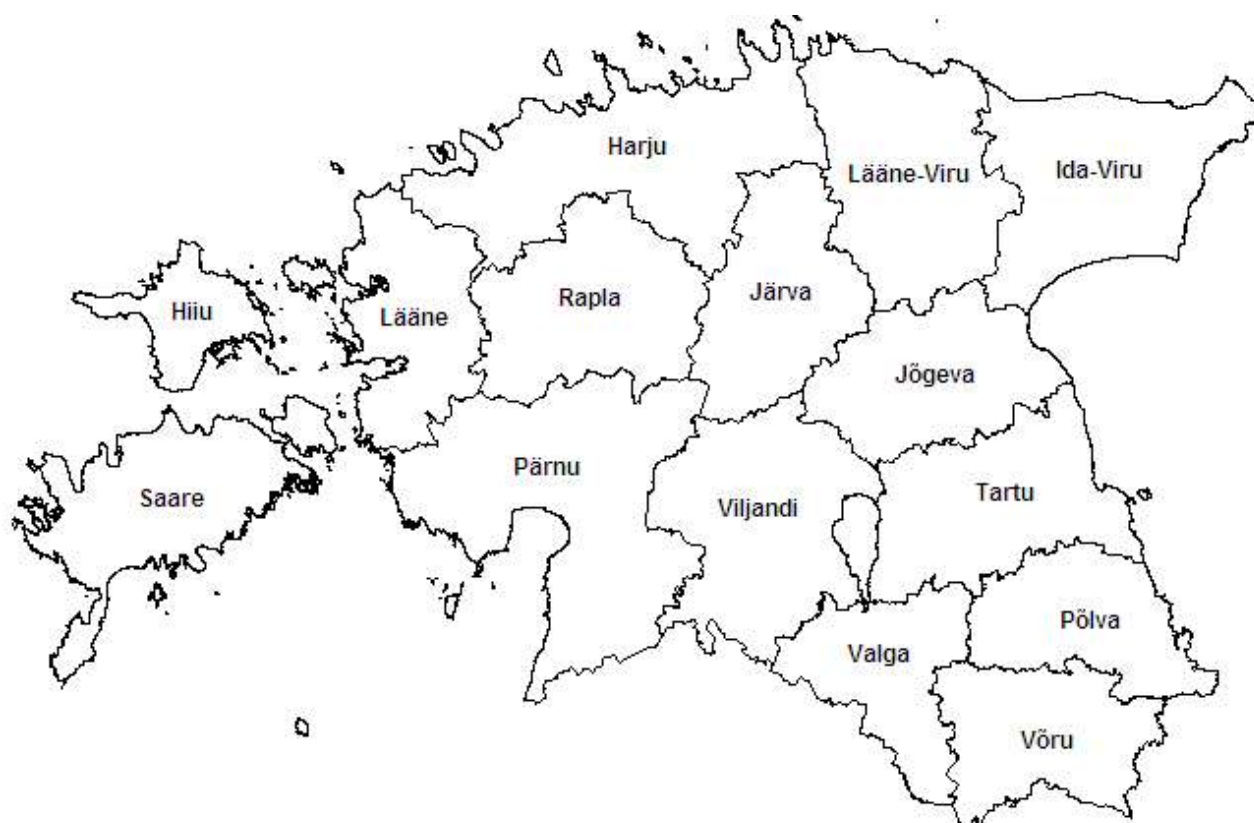 Harju
Lääne-Viru
Ida-Viru
Hiiu
Lääne
Rapla
Järva
Jõgeva
Saare
Pärnu
Viljandi
Tartu
Valga
Põlva
Võru